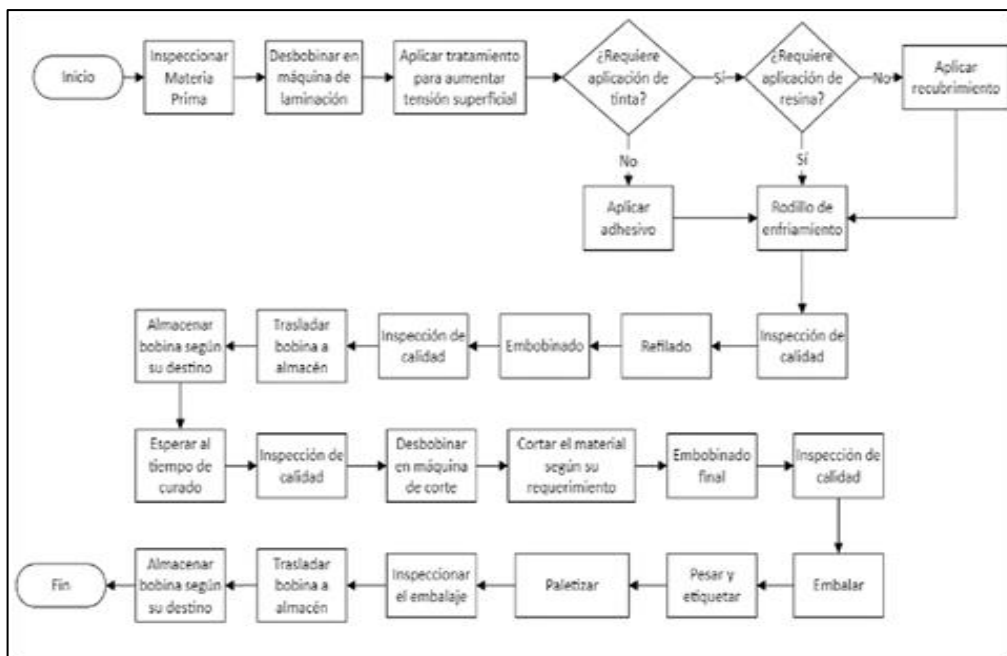 Inicio
Inspeccionar
Materia
Prima
Desbobinar en
máquina de
laminación
Aplicar tratamiento
para aumentar
tensión superficial
¿Requiere
aplicación de
tinta?
Sí
¿Requiere
aplicación de
resina?
No
Aplicar
recubrimiento
No
Sí
Aplicar
adhesivo
Rodillo de
enfriamiento
Inspección de
calidad
Refilado
Embobinado
Inspección de
calidad
Trasladar
bobina a
almacén
Almacenar
bobina según
su destino
Esperar al
tiempo de
curado
Inspección de
calidad
Desbobinar
en máquina
de corte
Cortar el material
según su
requerimiento
Embobinado
final
Inspección de
calidad
Embalar
Pesar y
etiquetar
Paletizar
Inspeccionar
el embalaje
Trasladar
bobina a
almacén
Almacenar
bobina según
su destino
Fin